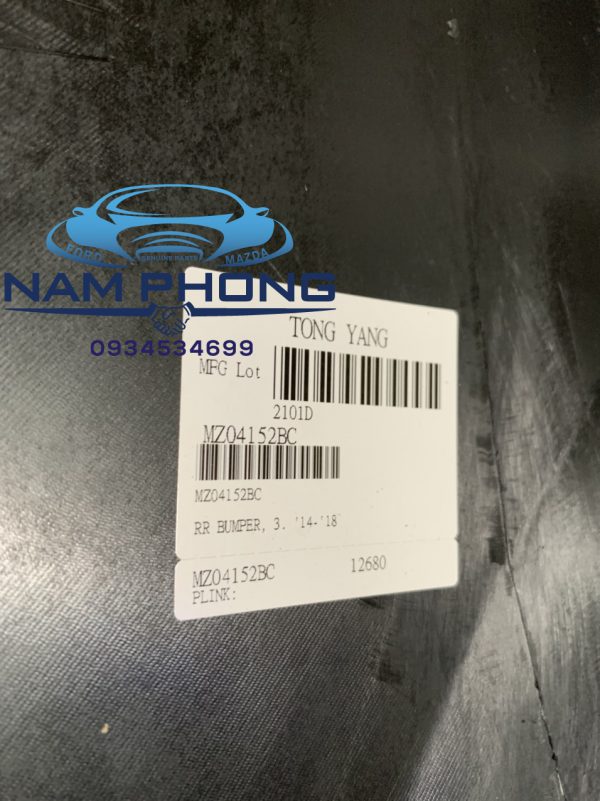 FORD GENUINE PARTS MAZDA
NAM PHONG
0934534699
TONG YANG
MFG Lot
2101D
MZ04152BC
MZ04152BC
RR BUMPER, 3. '14-'18
MZ04152BC 12680
PLINK: